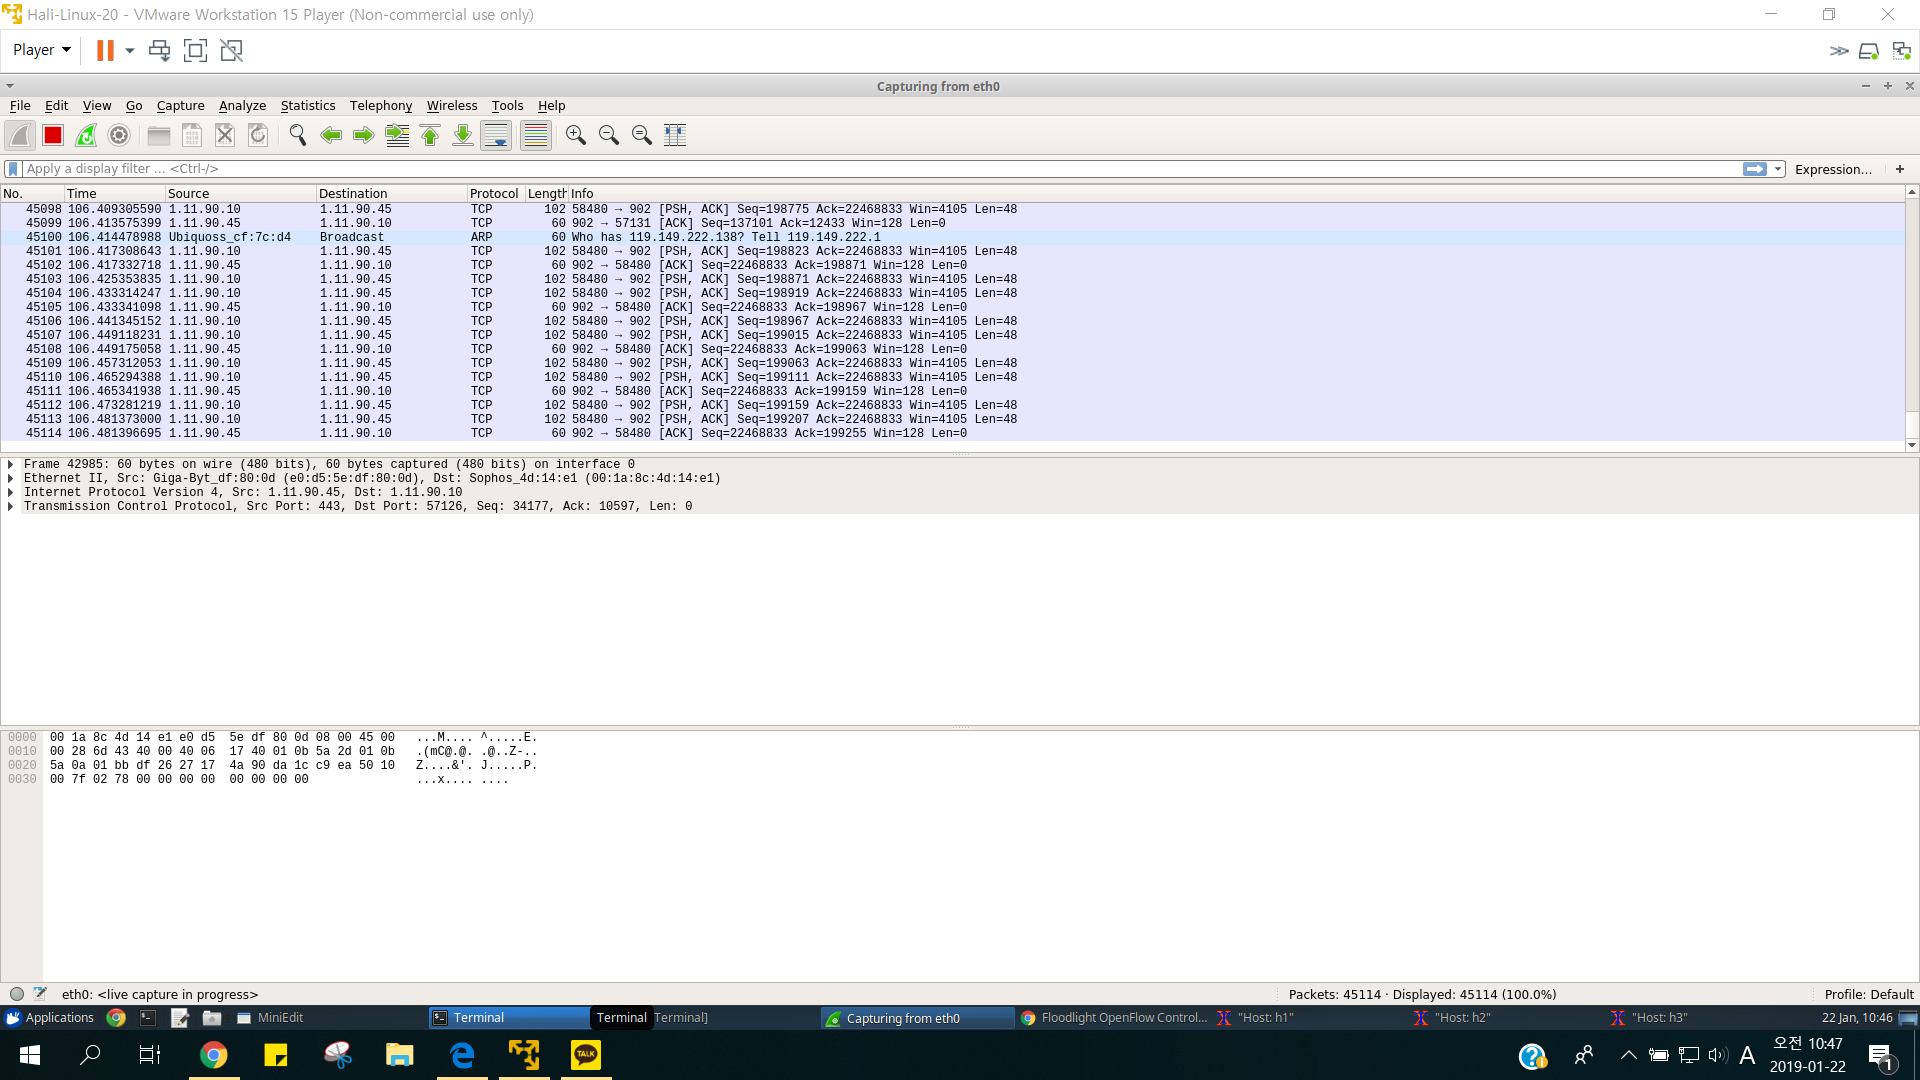 Hali-Linux-20 - VMware Workstation 15 Player (Non-commercial use only)
Player
Capturing from eth0
File Edit View Go Capture Analyze Statistics Telephony Wireless Tools Help
Apply a display filter ... <Ctrl-/> Expression... +
No. Time Source Destination Protocol Length Info
45098 106.409305590 1.11.90.10 1.11.90.45 TCP 102 58480 → 902 [PSH, ACK] Seq=198775 Ack=22468833 Win=4105 Len=48
45099 106.413575399 1.11.90.45 1.11.90.10 TCP 60 902 → 57131 [ACK] Seq=137101 Ack=12433 Win=128 Len=0
45100 106.414478988 Ubiquoss_cf:7c:d4 Broadcast ARP 60 Who has 119.149.222.138? Tell 119.149.222.1
45101 106.417308643 1.11.90.10 1.11.90.45 TCP 102 58480 → 902 [PSH, ACK] Seq=198823 Ack=22468833 Win=4105 Len=48
45102 106.417332718 1.11.90.45 1.11.90.10 TCP 60 902 → 58480 [ACK] Seq=22468833 Ack=198871 Win=128 Len=0
45103 106.425353835 1.11.90.10 1.11.90.45 TCP 102 58480 → 902 [PSH, ACK] Seq=198871 Ack=22468833 Win=4105 Len=48
45104 106.433314247 1.11.90.10 1.11.90.45 TCP 102 58480 → 902 [PSH, ACK] Seq=198919 Ack=22468833 Win=4105 Len=48
45105 106.433341098 1.11.90.45 1.11.90.10 TCP 60 902 → 58480 [ACK] Seq=22468833 Ack=198967 Win=128 Len=0
45106 106.441345152 1.11.90.10 1.11.90.45 TCP 102 58480 → 902 [PSH, ACK] Seq=198967 Ack=22468833 Win=4105 Len=48
45107 106.449118231 1.11.90.10 1.11.90.45 TCP 102 58480 → 902 [PSH, ACK] Seq=199015 Ack=22468833 Win=4105 Len=48
45108 106.449175058 1.11.90.45 1.11.90.10 TCP 60 902 → 58480 [ACK] Seq=22468833 Ack=199063 Win=128 Len=0
45109 106.457312053 1.11.90.10 1.11.90.45 TCP 102 58480 → 902 [PSH, ACK] Seq=199063 Ack=22468833 Win=4105 Len=48
45110 106.465294388 1.11.90.10 1.11.90.45 TCP 102 58480 → 902 [PSH, ACK] Seq=199111 Ack=22468833 Win=4105 Len=48
45111 106.465341938 1.11.90.45 1.11.90.10 TCP 60 902 → 58480 [ACK] Seq=22468833 Ack=199159 Win=128 Len=0
45112 106.473281219 1.11.90.10 1.11.90.45 TCP 102 58480 → 902 [PSH, ACK] Seq=199159 Ack=22468833 Win=4105 Len=48
45113 106.481373000 1.11.90.10 1.11.90.45 TCP 102 58480 → 902 [PSH, ACK] Seq=199207 Ack=22468833 Win=4105 Len=48
45114 106.481396695 1.11.90.45 1.11.90.10 TCP 60 902 → 58480 [ACK] Seq=22468833 Ack=199255 Win=128 Len=0
Frame 42985: 60 bytes on wire (480 bits), 60 bytes captured (480 bits) on interface 0
Ethernet II, Src: Giga-Byt_df:80:0d (e0:d5:5e:df:80:0d), Dst: Sophos_4d:14:e1 (00:1a:8c:4d:14:e1)
Internet Protocol Version 4, Src: 1.11.90.45, Dst: 1.11.90.10
Transmission Control Protocol, Src Port: 443, Dst Port: 57126, Seq: 34177, Ack: 10597, Len: 0
0000 00 1a 8c 4d 14 e1 e0 d5 5e df 80 0d 08 00 45 00 ...M.... ^.....E.
0010 00 28 6d 43 40 00 40 06 17 40 01 0b 5a 2d 01 0b .(mC@.@. .@..Z-..
0020 5a 0a 01 bb df 26 27 17 4a 90 da 1c c9 ea 50 10 Z....&'. J.....P.
0030 00 7f 02 78 00 00 00 00 00 00 00 00 ...x.... ....
eth0: <live capture in progress> Packets: 45114 · Displayed: 45114 (100.0%) Profile: Default
Applications MiniEdit Terminal Terminal Terminal] Capturing from eth0 Floodlight OpenFlow Control... "Host: h1" "Host: h2" "Host: h3" 22 Jan, 10:46
TALK A 오전 10:47
2019-01-22 1